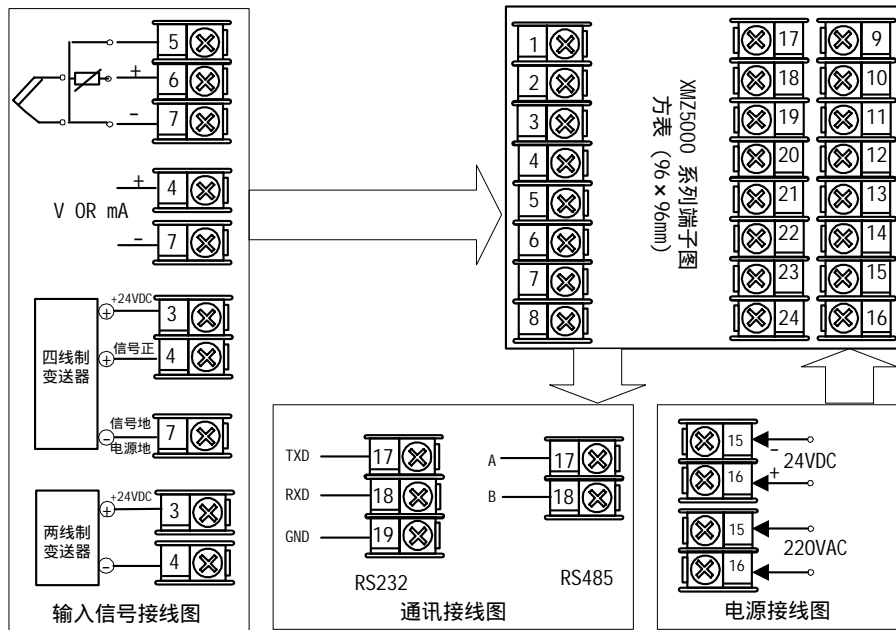 5
+
6
-
7
+
4
V OR mA
-
7
+24VDC
+
3
四线制
变送器
+
信号正
4
信号地
-
电源地
7
+24VDC
+
3
两线制
变送器
-
4
输入信号接线图
1
2
3
4
5
6
7
8
XMZ5000 系列端子图
方表（96×96mm）
17 9
18 10
19 11
20 12
21 13
22 14
23 15
24 16
TXD 17
RXD 18
GND 19
RS232
A 17
B 18
RS485
通讯接线图
15
- 24VDC
16 +
15
220VAC
16
电源接线图